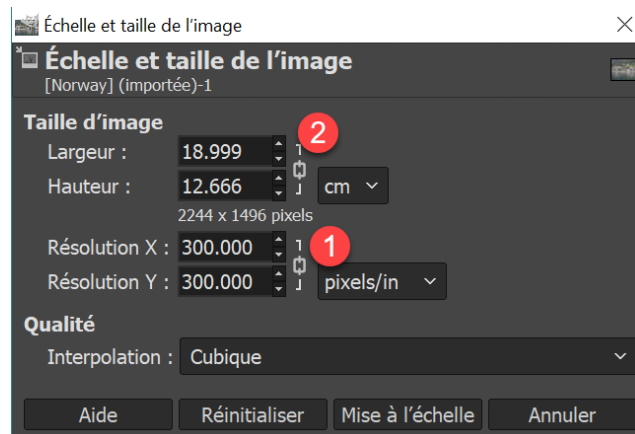 Échelle et taille de l'image
Échelle et taille de l'image
[Norway] (importée)-1
Taille d'image
Largeur : 18.999 2
Hauteur : 12.666 cm
2244 x 1496 pixels
Résolution X : 300.000 1
Résolution Y : 300.000 pixels/in
Qualité
Interpolation : Cubique
Aide Réinitialiser Mise à l'échelle Annuler